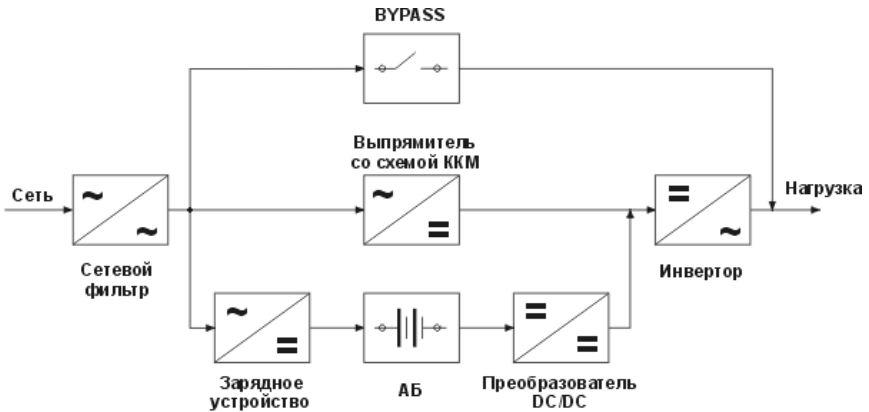 BYPASS
Выпрямитель
со схемой ККМ
Сеть
Нагрузка
Сетевой
фильтр
Инвертор
Зарядное
устройство
АБ
Преобразователь
DC/DC